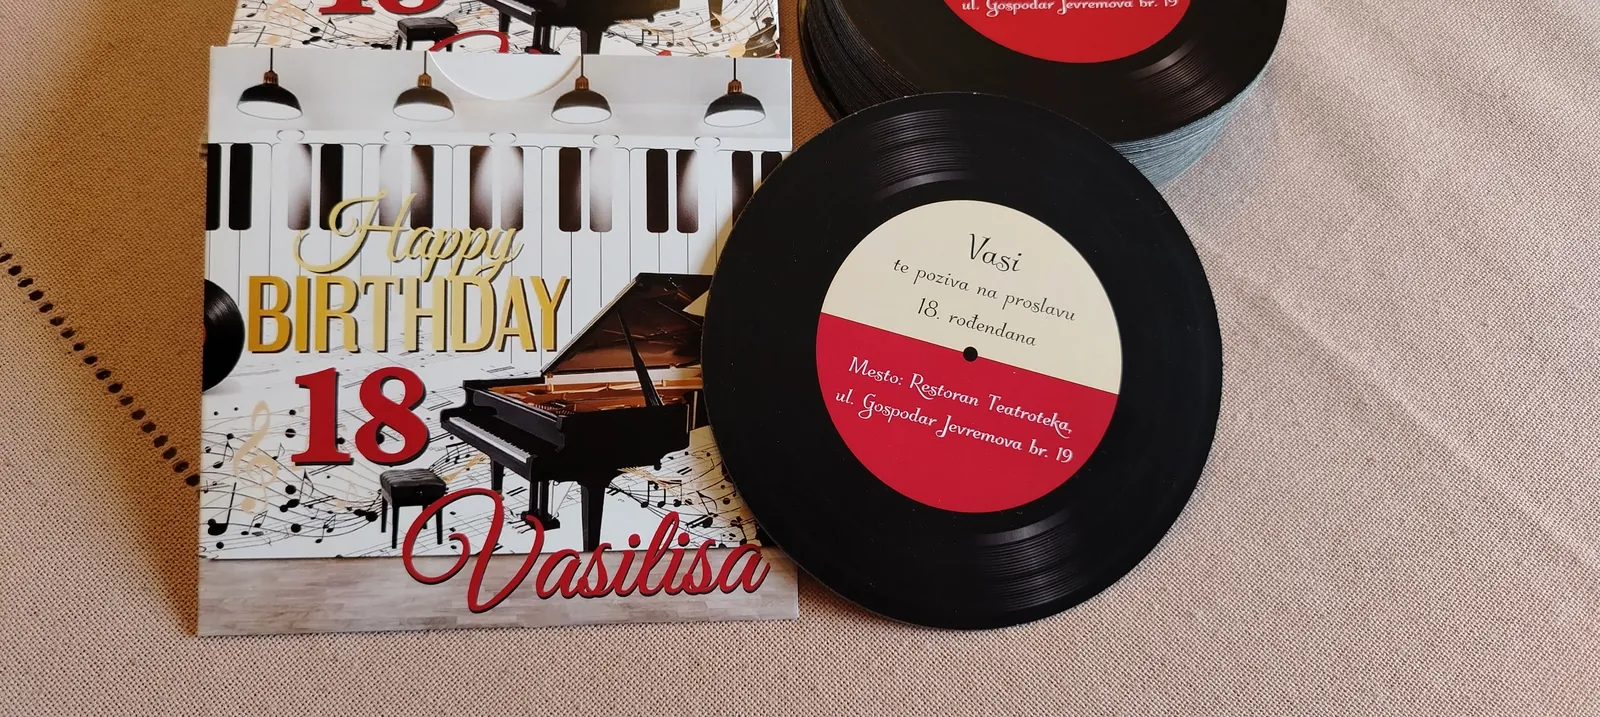 18
ul. Gospodar Jevremova br. 19
Happy
BIRTHDAY
18
Vasilisa
Vasi
te poziva na proslavu
18. rođendana
Mesto: Restoran Teatroteka,
ul. Gospodar Jevremova br. 19